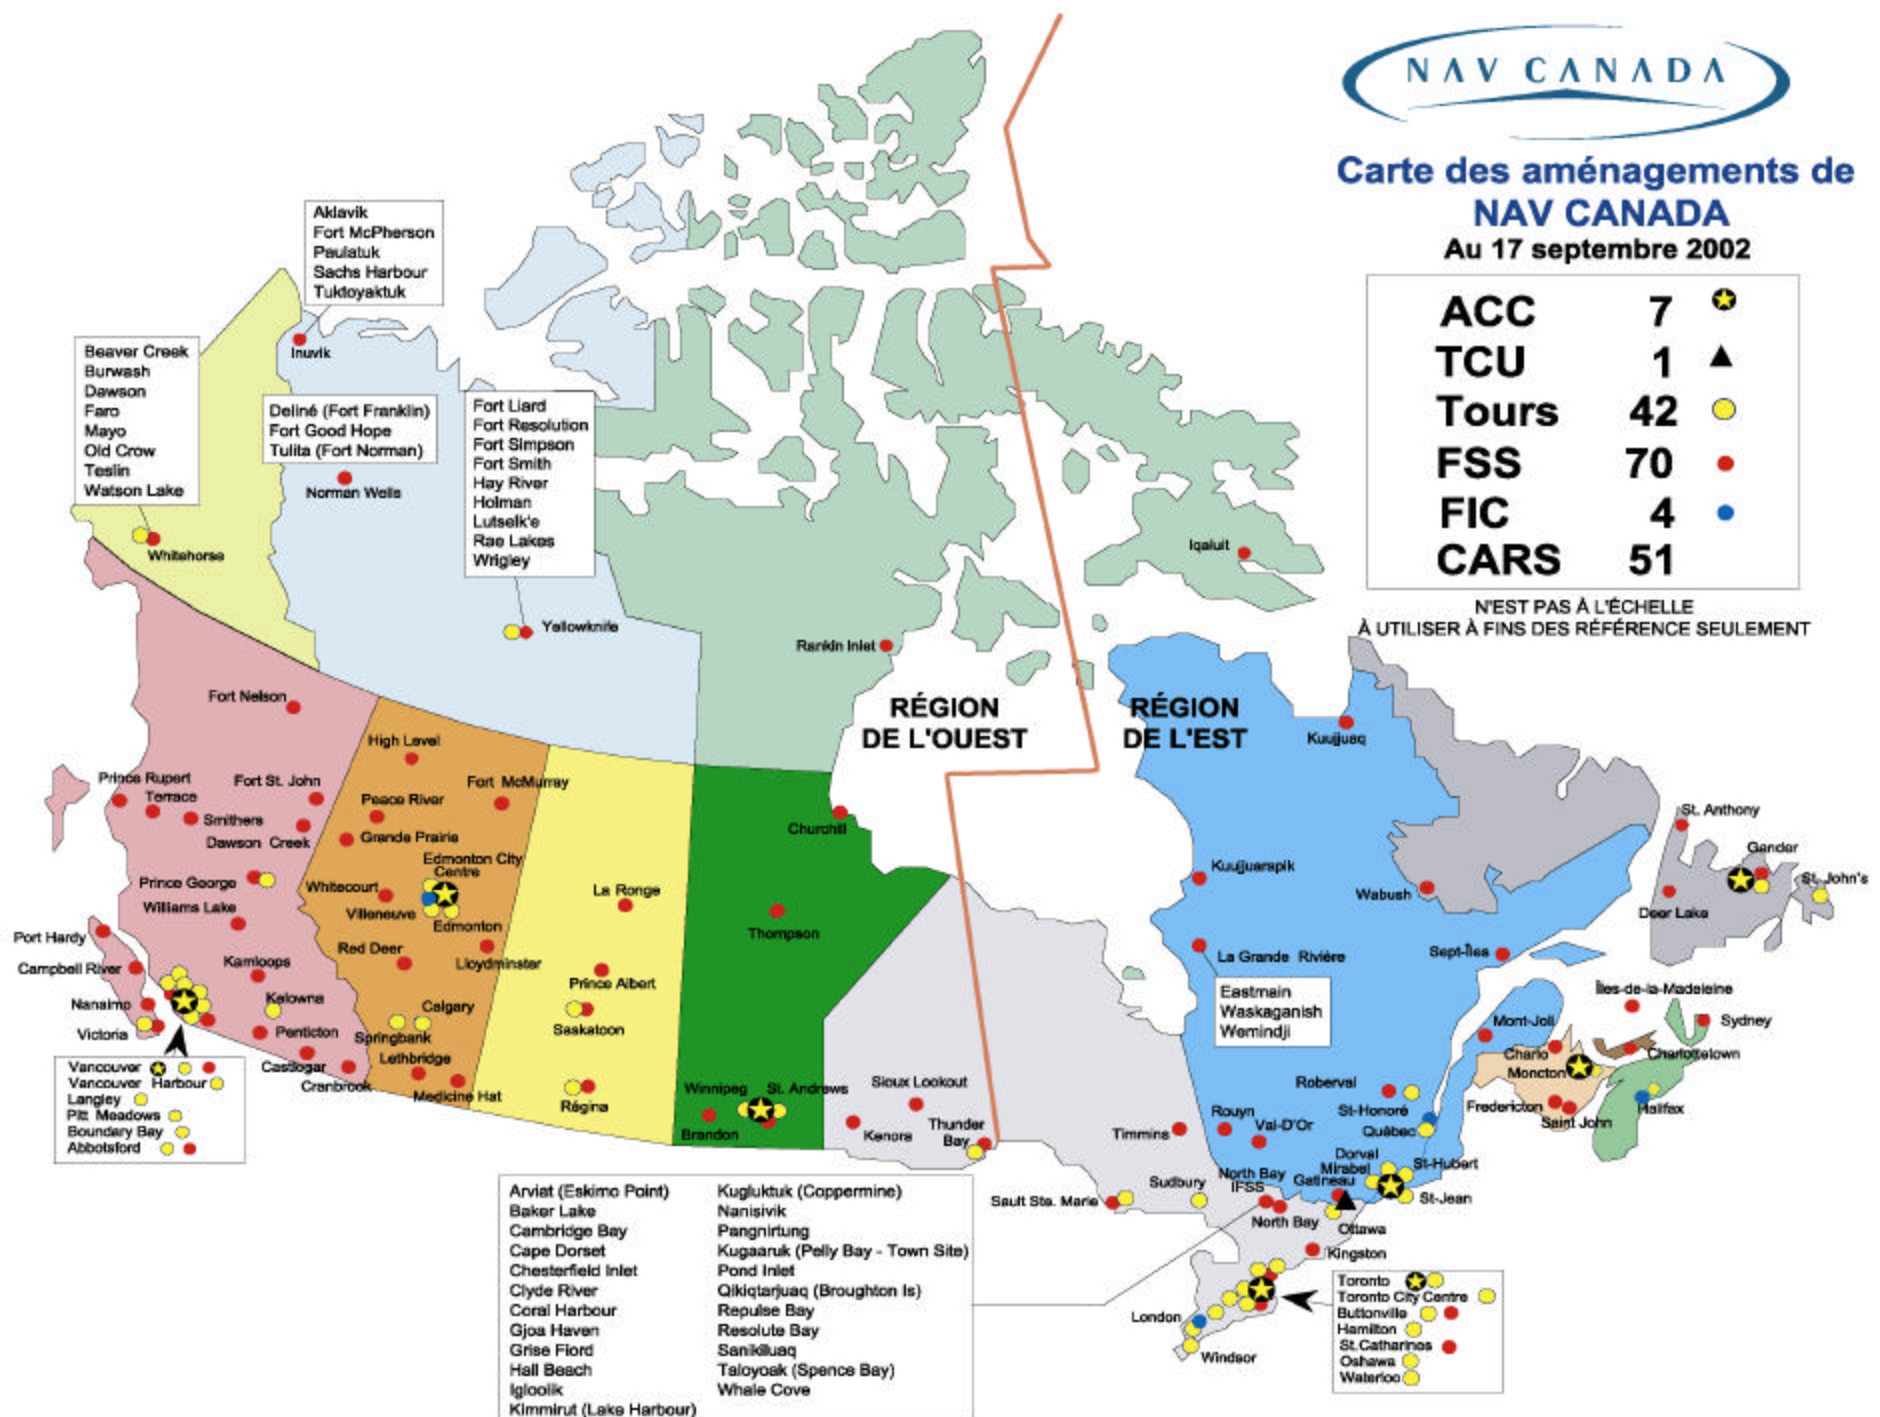 NAV CANADA
Carte des aménagements de
NAV CANADA
Au 17 septembre 2002
ACC 7
TCU 1
Tours 42
FSS 70
FIC 4
CARS 51
N'EST PAS À L'ÉCHELLE
À UTILISER À FINS DES RÉFÉRENCE SEULEMENT
Aklavik
Fort McPherson
Paulatuk
Sachs Harbour
Tuktoyaktuk
Inuvik
Beaver Creek
Burwash
Dawson
Faro
Mayo
Old Crow
Teslin
Watson Lake
Whitehorse
Deliné (Fort Franklin)
Fort Good Hope
Tulita (Fort Norman)
Norman Wells
Fort Liard
Fort Resolution
Fort Simpson
Fort Smith
Hay River
Holman
Lutselk'e
Rae Lakes
Wrigley
Yellowknife
Iqaluit
Rankin Inlet
RÉGION
DE L'OUEST
RÉGION
DE L'EST
Fort Nelson
Prince Rupert
Terrace
Smithers
Fort St. John
Dawson Creek
Prince George
Williams Lake
Port Hardy
Campbell River
Nanaimo
Victoria
Kamloops
Kelowna
Penticton
Castlegar
Cranbrook
Vancouver
Vancouver Harbour
Langley
Pitt Meadows
Boundary Bay
Abbotsford
High Level
Fort McMurray
Peace River
Grande Prairie
Edmonton City
Centre
Whitecourt
Villeneuve
Edmonton
Red Deer
Lloydminster
Calgary
Springbank
Lethbridge
Medicine Hat
La Ronge
Prince Albert
Saskatoon
Régina
Churchill
Thompson
Winnipeg
St. Andrews
Brandon
Sioux Lookout
Kenora
Thunder
Bay
Arviat (Eskimo Point)
Baker Lake
Cambridge Bay
Cape Dorset
Chesterfield Inlet
Clyde River
Coral Harbour
Gjoa Haven
Grise Fiord
Hall Beach
Igloolik
Kimmirut (Lake Harbour)
Kugluktuk (Coppermine)
Nanisivik
Pangnirtung
Kugaaruk (Pelly Bay - Town Site)
Pond Inlet
Qikiqtarjuaq (Broughton Is)
Repulse Bay
Resolute Bay
Sanikiluaq
Taloyoak (Spence Bay)
Whale Cove
Kuujjuaq
Kuujjuarapik
Wabush
La Grande Rivière
Eastmain
Waskaganish
Wemindji
Sept-Îles
St. Anthony
Gander
St. John's
Deer Lake
Îles-de-la-Madeleine
Sydney
Mont-Joli
Charlo
Charlottetown
Moncton
Fredericton
Saint John
Halifax
Roberval
St-Honoré
Québec
Rouyn
Val-D'Or
Timmins
Dorval
Mirabel
St-Hubert
St-Jean
North Bay
IFSS
Gatineau
Sudbury
Sault Ste. Marie
North Bay
Ottawa
Kingston
London
Windsor
Toronto
Toronto City Centre
Buttonville
Hamilton
St.Catharines
Oshawa
Waterloo